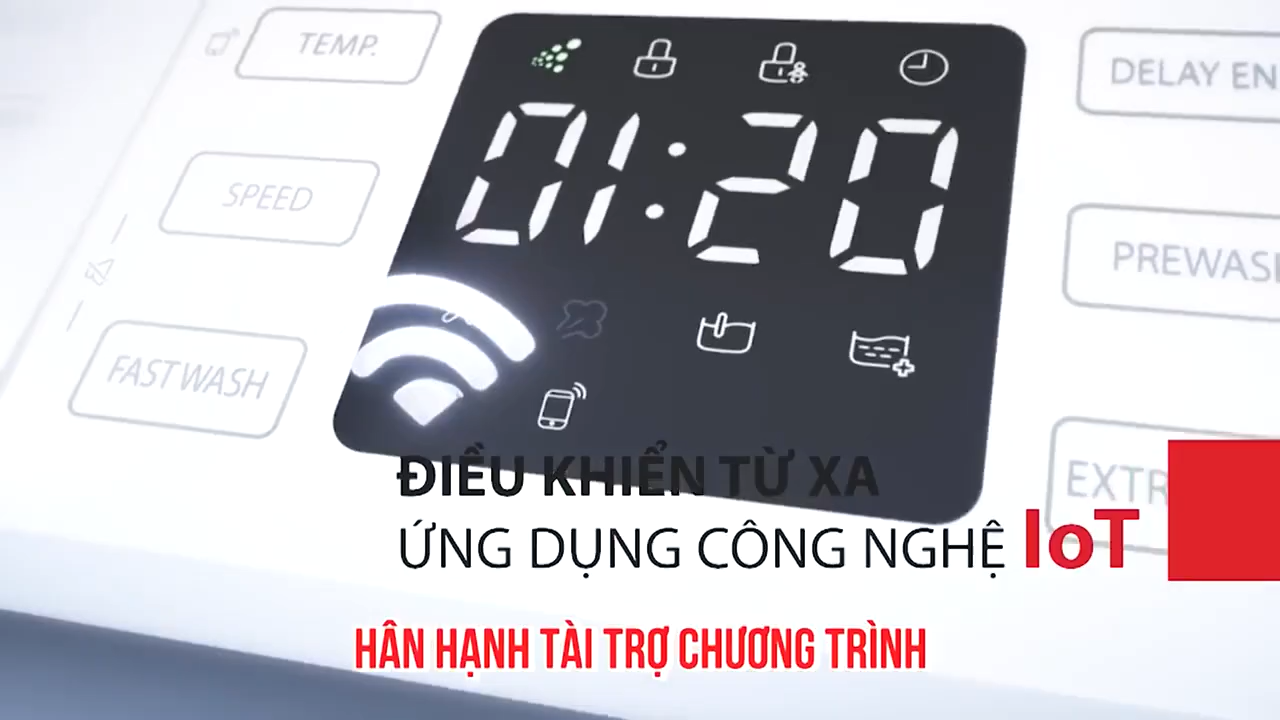 TEMP.
SPEED
FAST WASH
01:20
DELAY EN
PREWAS
EXTR
ĐIỀU KHIỂN TỪ XA
ỨNG DỤNG CÔNG NGHỆ IoT
HÂN HẠNH TÀI TRỢ CHƯƠNG TRÌNH